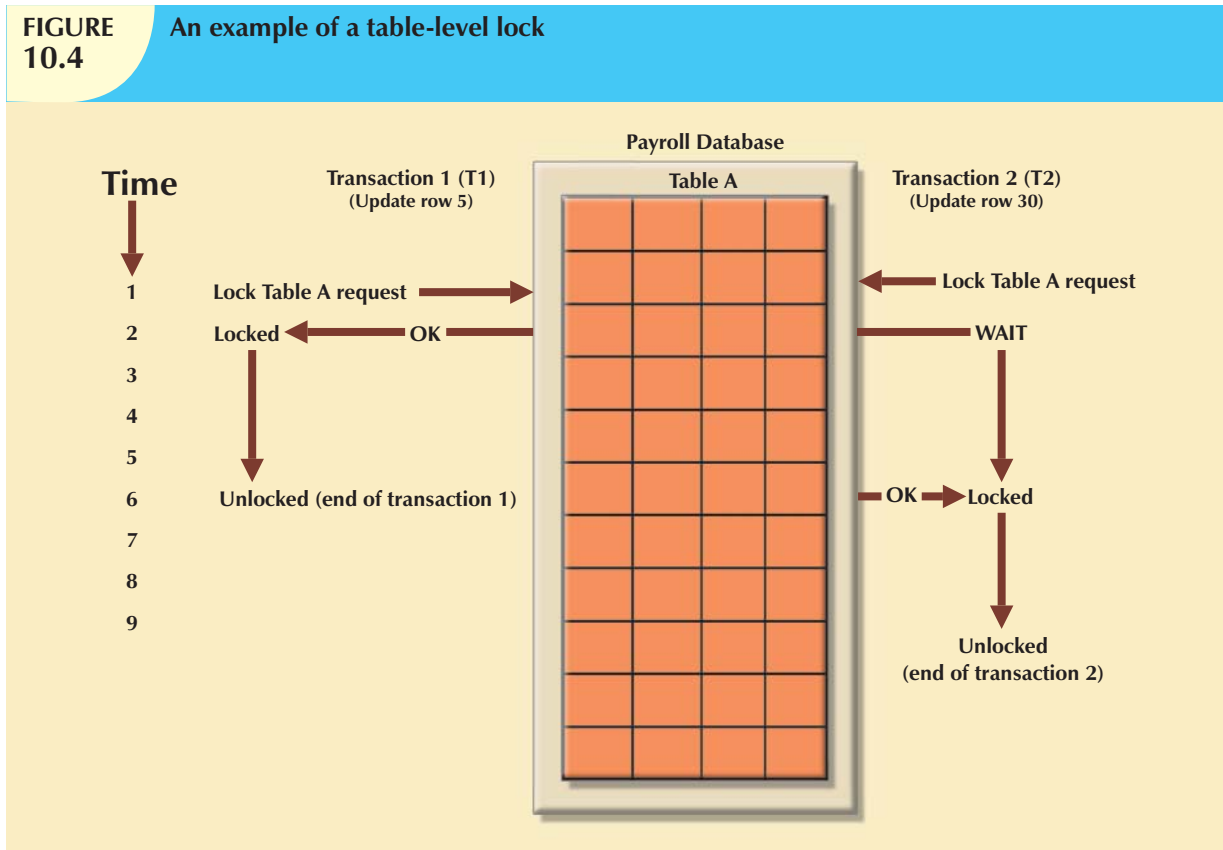 FIGURE
10.4
An example of a table-level lock
Payroll Database
Time
Transaction 1 (T1)
(Update row 5)
Table A
Transaction 2 (T2)
(Update row 30)
1
Lock Table A request
Lock Table A request
2
Locked
OK
WAIT
3
4
5
6
Unlocked (end of transaction 1)
OK
Locked
7
8
9
Unlocked
(end of transaction 2)